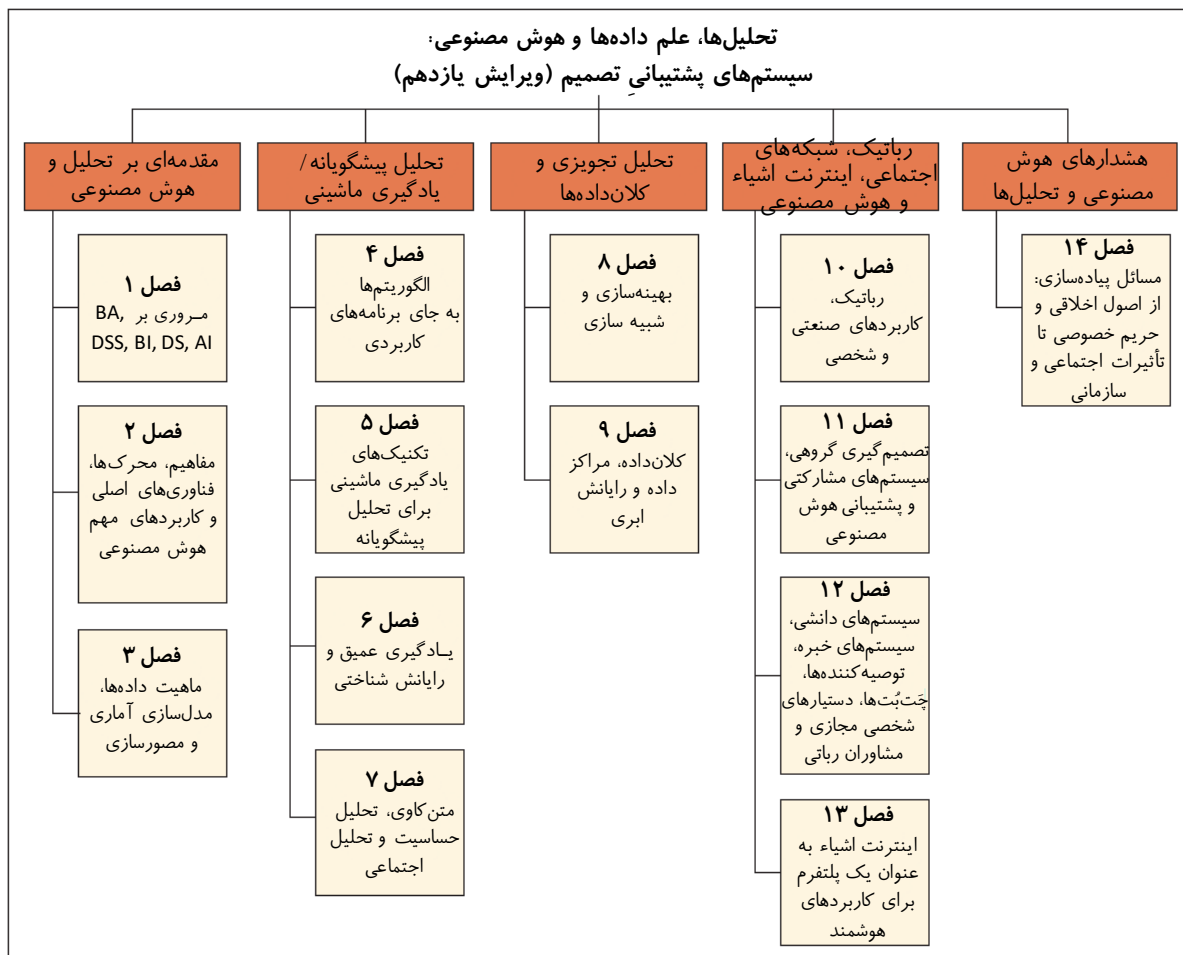 تحلیل‌ها، علم داده‌ها و هوش مصنوعی:
سیستم‌های پشتیبانیِ تصمیم (ویرایش یازدهم)
مقدمه‌ای بر تحلیل و
هوش مصنوعی
فصل ۱
مـروری بر BA,
DSS, BI, DS, AI
فصل ۲
مفاهیم، محرک‌ها،
فناوری‌های اصلی
و کاربردهای مهم
هوش مصنوعی
فصل ۳
ماهیت داده‌ها،
مدل‌سازی آماری
و مصورسازی
تحلیل پیشگویانه/
یادگیری ماشینی
فصل ۴
الگوریتم‌ها
به جای برنامه‌های
کاربردی
فصل ۵
تکنیک‌های
یادگیری ماشینی
برای تحلیل
پیشگویانه
فصل ۶
یـادگیری عمیق و
رایانش شناختی
فصل ۷
متن‌کاوی، تحلیل
حساسیت و تحلیل
اجتماعی
تحلیل تجویزی و
کلان‌داده‌ها
فصل ۸
بهینه‌سازی و
شبیه سازی
فصل ۹
کلان‌داده، مراکز
داده و رایانش
ابری
رباتیک، شبکه‌های
اجتماعی، اینترنت اشیاء
و هوش مصنوعی
فصل ۱۰
رباتیک،
کاربردهای صنعتی
و شخصی
فصل ۱۱
تصمیم‌گیری گروهی،
سیستم‌های مشارکتی
و پشتیبانی هوش
مصنوعی
فصل ۱۲
سیستم‌های دانشی،
سیستم‌های خبره،
توصیه‌کننده‌ها،
چَت‌بُت‌ها، دستیارهای
شخصی مجازی و
مشاوران رباتی
فصل ۱۳
اینترنت اشیاء به
عنوان یک پلتفرم
برای کاربردهای
هوشمند
هشدارهای هوش
مصنوعی و تحلیل‌ها
فصل ۱۴
مسائل پیاده‌سازی:
از اصول اخلاقی و
حریم خصوصی تا
تأثیرات اجتماعی و
سازمانی